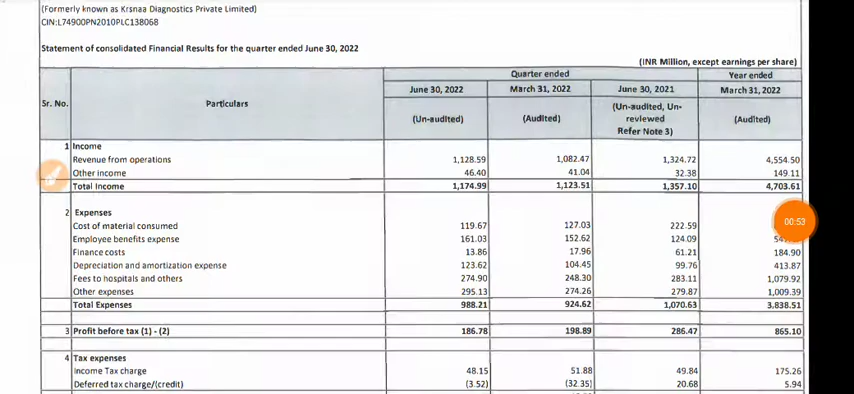 (Formerly known as Krsnaa Diagnostics Private Limited)
CIN:L74900PN2010PLC138068
Statement of consolidated Financial Results for the quarter ended June 30, 2022
(INR Million, except earnings per share)
Sr. No. Particulars Quarter ended Year ended
June 30, 2022 March 31, 2022 June 30, 2021 March 31, 2022
(Un-audited) (Audited) (Un-audited, Un-reviewed Refer Note 3) (Audited)
1 Income
Revenue from operations 1,128.59 1,082.47 1,324.72 4,554.50
Other income 46.40 41.04 32.38 149.11
Total Income 1,174.99 1,123.51 1,357.10 4,703.61
2 Expenses
Cost of material consumed 119.67 127.03 222.59
00:53
Employee benefits expense 161.03 152.62 124.09
Finance costs 13.86 17.96 61.21 184.90
Depreciation and amortization expense 123.62 104.45 99.76 413.87
Fees to hospitals and others 274.90 248.30 283.11 1,079.92
Other expenses 295.13 274.26 279.87 1,009.39
Total Expenses 988.21 924.62 1,070.63 3,838.51
3 Profit before tax (1) - (2) 186.78 198.89 286.47 865.10
4 Tax expenses
Income Tax charge 48.15 51.88 49.84 175.26
Deferred tax charge/(credit) (3.52) (32.35) 20.68 5.94